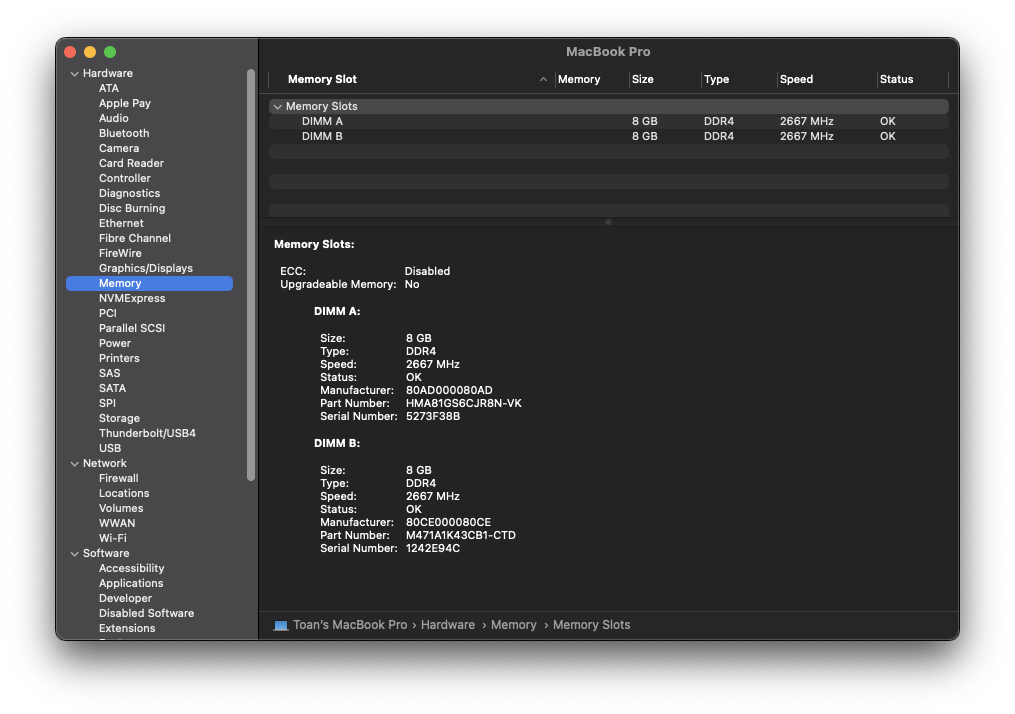 MacBook Pro
Hardware
ATA
Apple Pay
Audio
Bluetooth
Camera
Card Reader
Controller
Diagnostics
Disc Burning
Ethernet
Fibre Channel
FireWire
Graphics/Displays
Memory
NVMExpress
PCI
Parallel SCSI
Power
Printers
SAS
SATA
SPI
Storage
Thunderbolt/USB4
USB
Network
Firewall
Locations
Volumes
WWAN
Wi-Fi
Software
Accessibility
Applications
Developer
Disabled Software
Extensions
Memory Slot Memory Size Type Speed Status
Memory Slots
DIMM A 8 GB DDR4 2667 MHz OK
DIMM B 8 GB DDR4 2667 MHz OK
Memory Slots:
ECC: Disabled
Upgradeable Memory: No
DIMM A:
Size: 8 GB
Type: DDR4
Speed: 2667 MHz
Status: OK
Manufacturer: 80AD000080AD
Part Number: HMA81GS6CJR8N-VK
Serial Number: 5273F38B
DIMM B:
Size: 8 GB
Type: DDR4
Speed: 2667 MHz
Status: OK
Manufacturer: 80CE000080CE
Part Number: M471A1K43CB1-CTD
Serial Number: 1242E94C
Toan's MacBook Pro › Hardware › Memory › Memory Slots